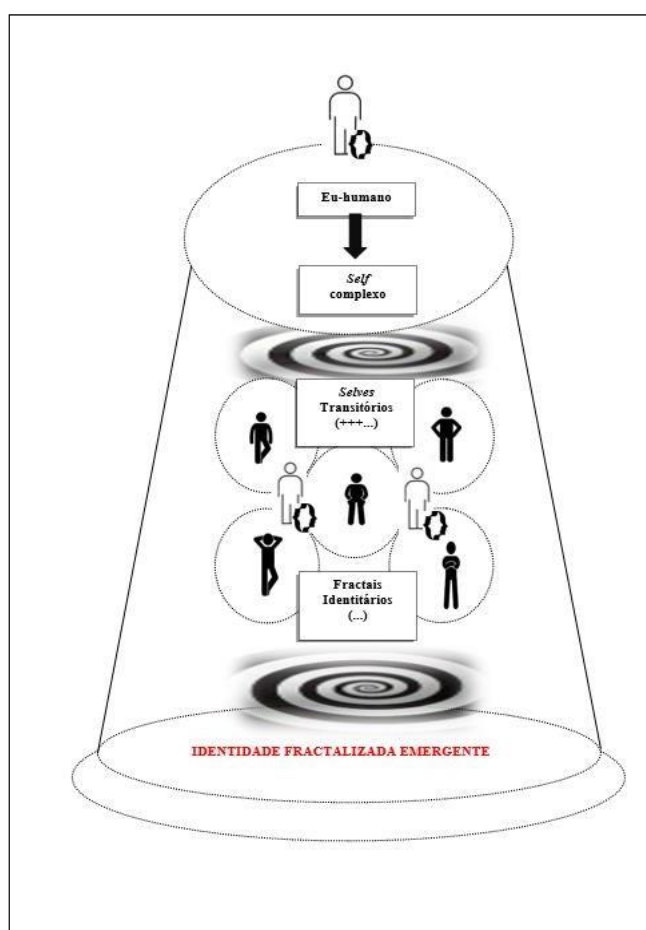 Eu-humano
Self
complexo
Selves
Transitórios
(+++...)
Fractais
Identitários
(...)
IDENTIDADE FRACTALIZADA EMERGENTE